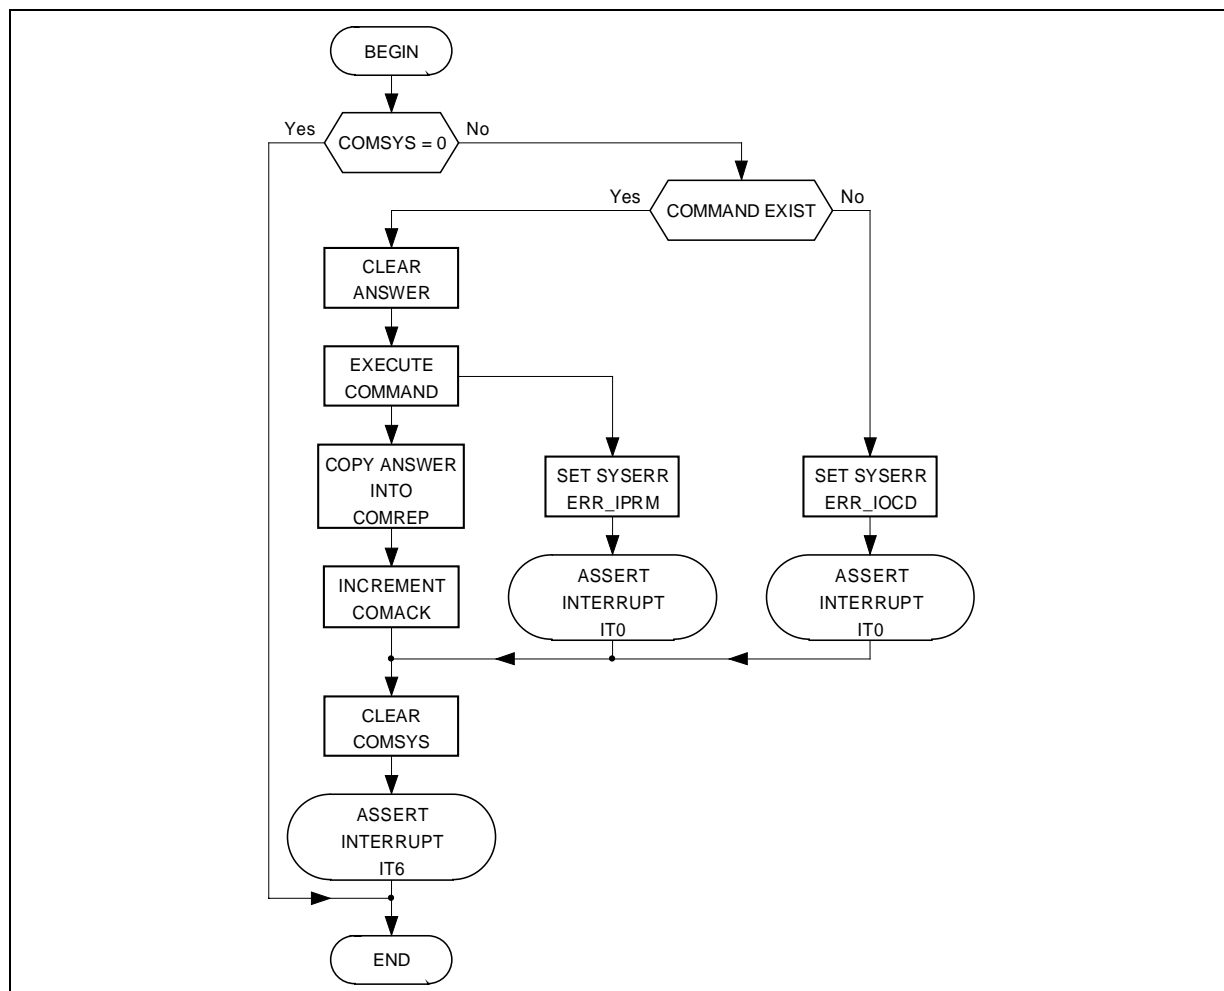 BEGIN
Yes
COMSYS = 0
No
Yes
COMMAND EXIST
No
CLEAR
ANSWER
EXECUTE
COMMAND
COPY ANSWER
INTO
COMREP
SET SYSERR
ERR_IPRM
SET SYSERR
ERR_IOCD
INCREMENT
COMACK
ASSERT
INTERRUPT
IT0
ASSERT
INTERRUPT
IT0
CLEAR
COMSYS
ASSERT
INTERRUPT
IT6
END